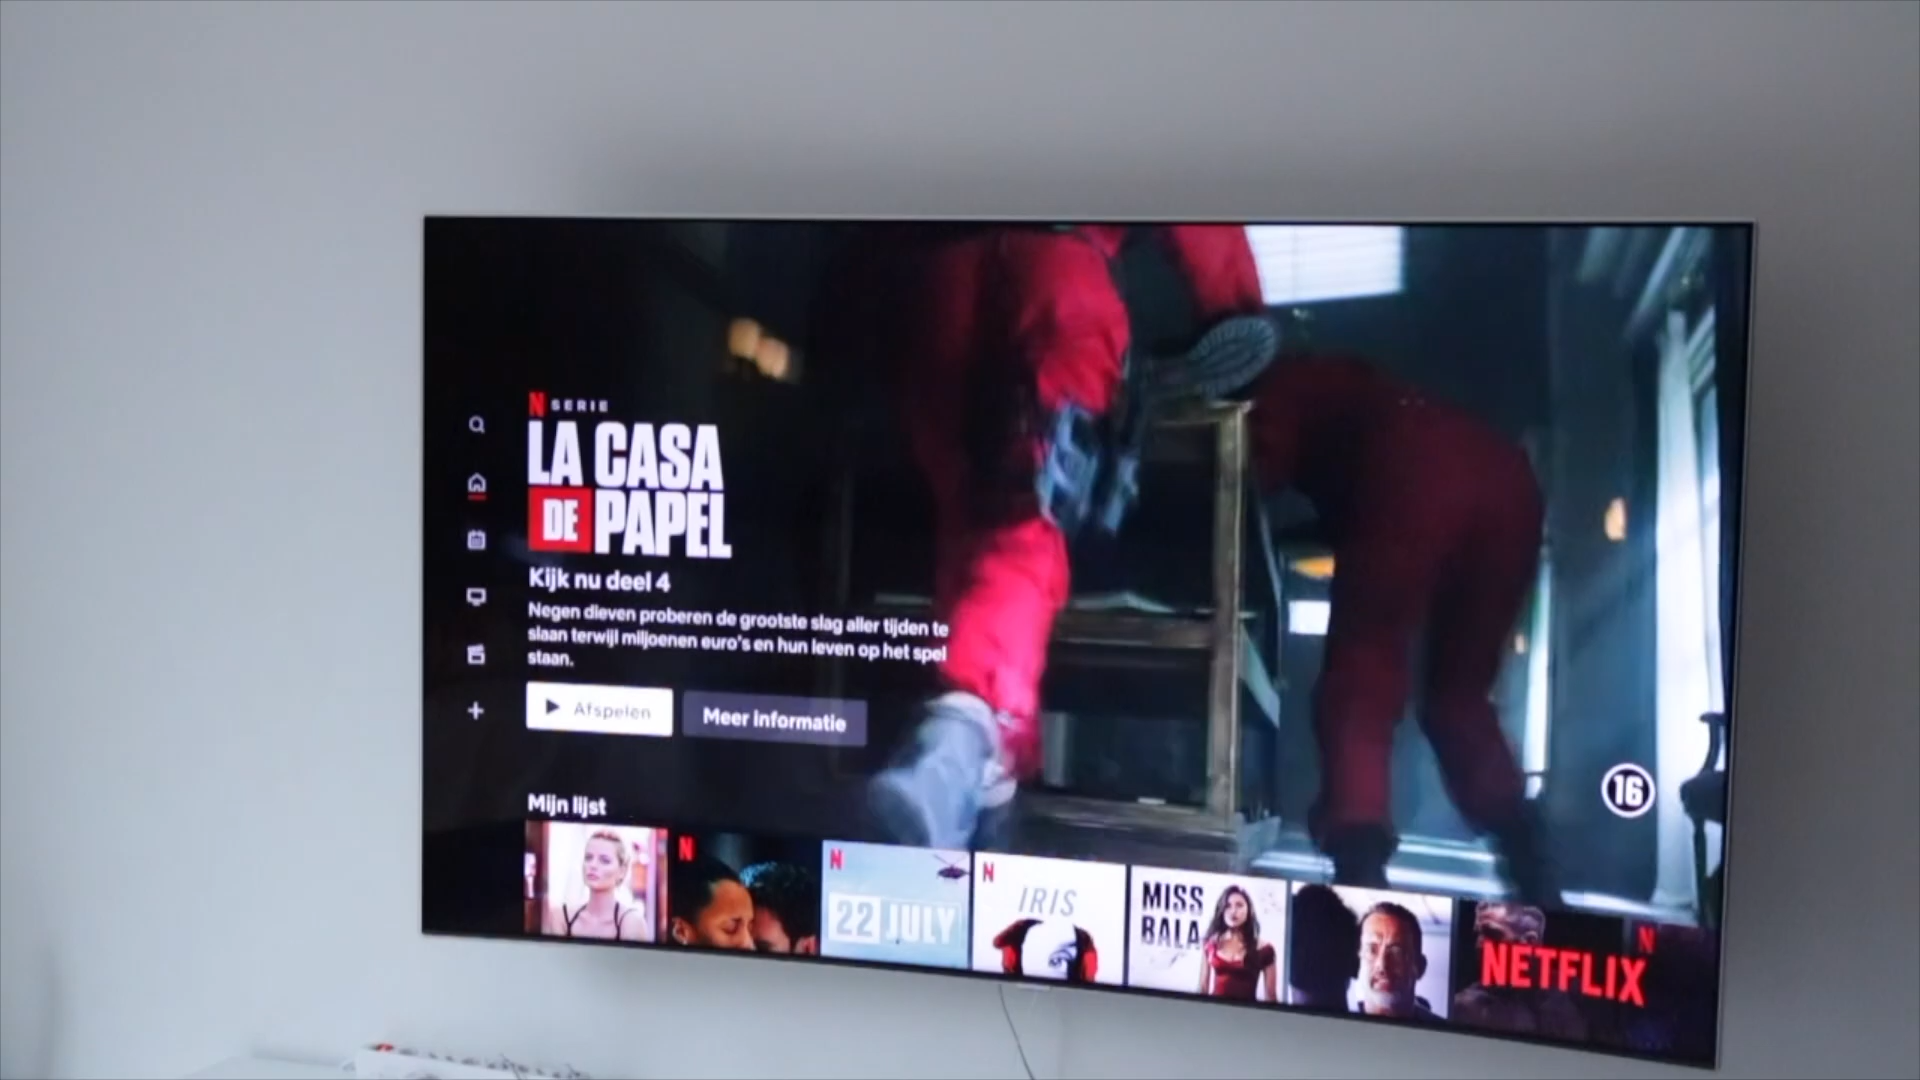 N SERIE
LA CASA
DE PAPEL
Kijk nu deel 4
Negen dieven proberen de grootste slag aller tijden te
slaan terwijl miljoenen euro's en hun leven op het spel
staan.
Afspelen
Meer informatie
16
Mijn lijst
N
N
22 JULY
N
IRIS
MISS
BALA
N
NETFLIX